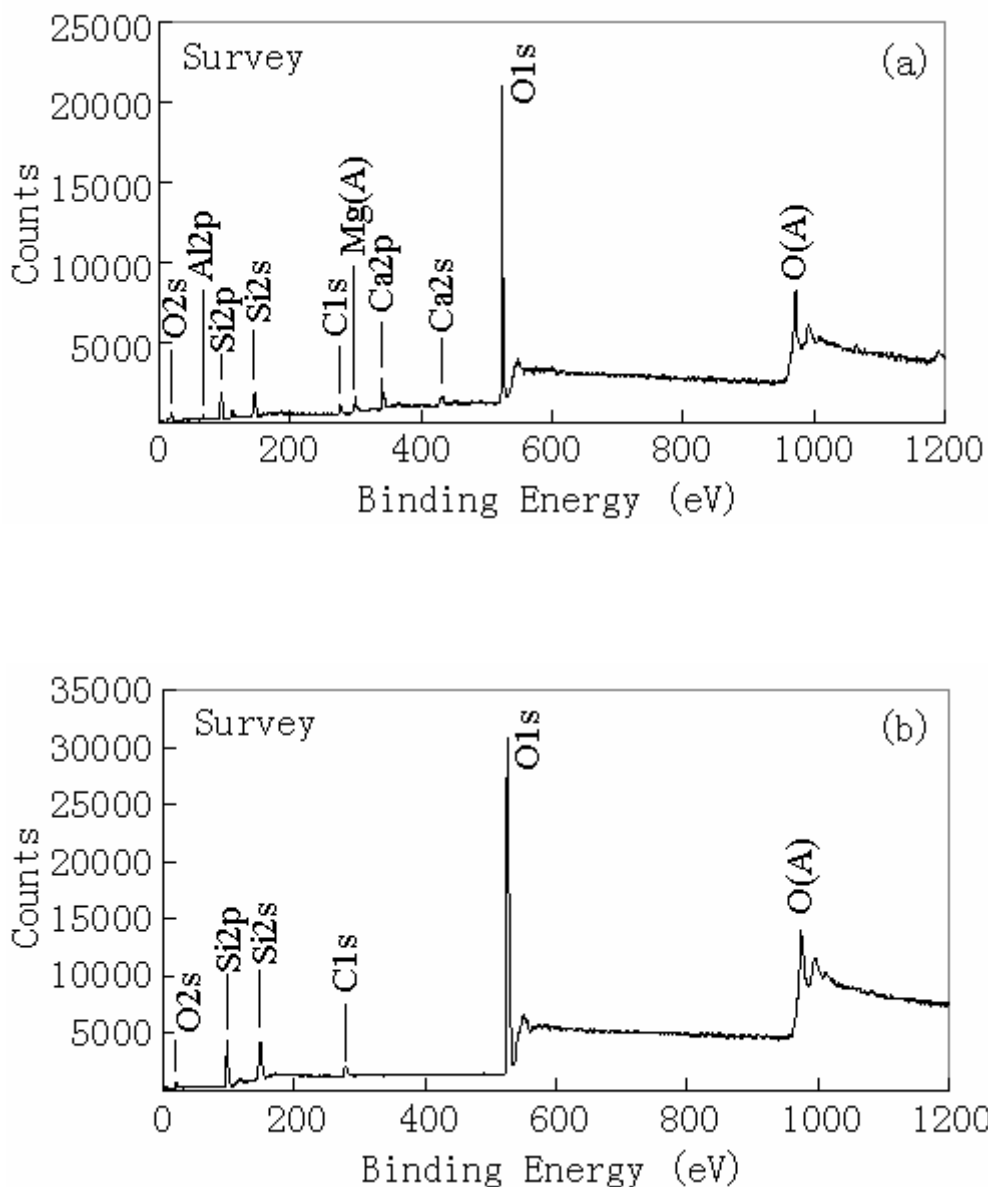 25000
Survey
(a)
O1s
20000
15000
Counts
Mg(A)
10000
Al2p
O2s
Si2p
Si2s
C1s
Ca2p
Ca2s
O(A)
5000
0 200 400 600 800 1000 1200
Binding Energy (eV)
35000
Survey
(b)
O1s
30000
25000
20000
Counts
15000
O(A)
Si2p
Si2s
10000
O2s
C1s
5000
0 200 400 600 800 1000 1200
Binding Energy (eV)